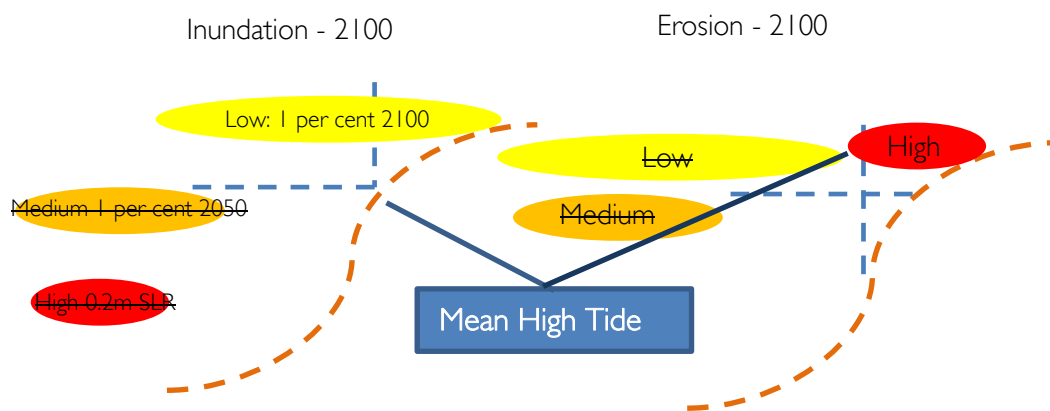 Inundation - 2100
Erosion - 2100
Low: 1 per cent 2100
Low
High
Medium 1 per cent 2050
Medium
High 0.2m SLR
Mean High Tide